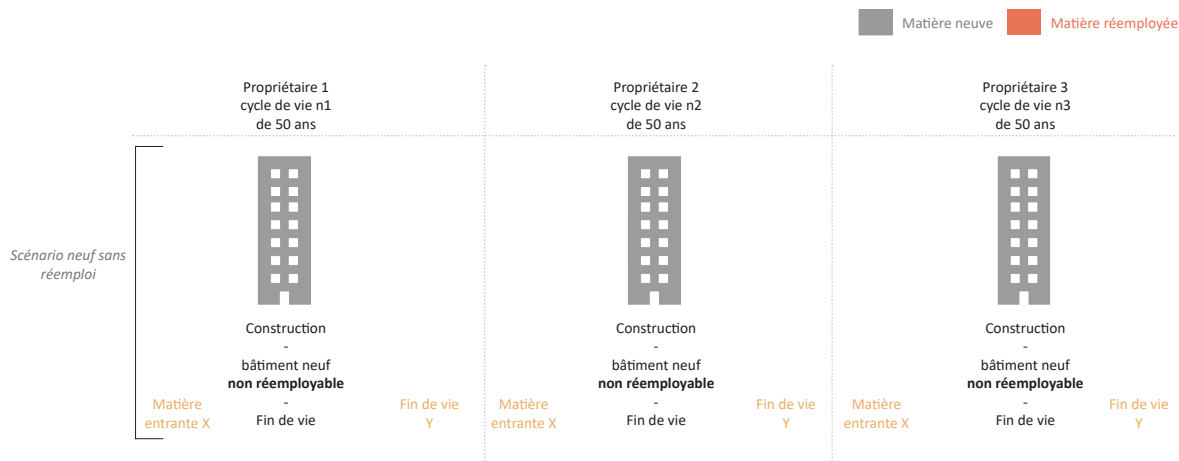 Matière neuve
Matière réemployée
Propriétaire 1
cycle de vie n1
de 50 ans
Propriétaire 2
cycle de vie n2
de 50 ans
Propriétaire 3
cycle de vie n3
de 50 ans
Scénario neuf sans
réemploi
Construction
-
bâtiment neuf
non réemployable
-
Fin de vie
Matière
entrante X
Fin de vie
Y
Construction
-
bâtiment neuf
non réemployable
-
Fin de vie
Matière
entrante X
Fin de vie
Y
Construction
-
bâtiment neuf
non réemployable
-
Fin de vie
Matière
entrante X
Fin de vie
Y